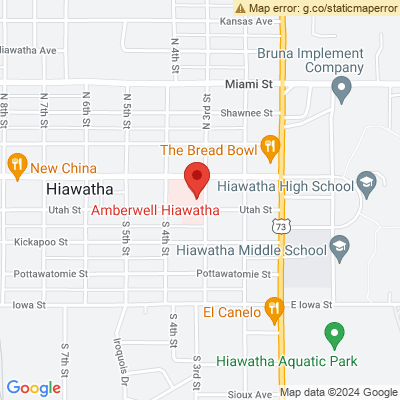 Map error: g.co/staticmaperror
Kansas Ave
Hiawatha Ave
Bruna Implement
Company
N 4th St
Miami St
N 3rd St
Shawnee St
N 8th St
N 7th St
N 6th St
N 5th St
The Bread Bowl
New China
Hiawatha
Hiawatha High School
Amberwell Hiawatha
Utah St
Utah St
73
Kickapoo St
S 5th St
S 4th St
Hiawatha Middle School
Pottawatomie St
Pottawatomie St
Iowa St
E Iowa St
El Canelo
S 4th St
S 7th St
Iroquois Dr
S 3rd St
Hiawatha Aquatic Park
Google
Sioux Ave
Map data ©2024 Google